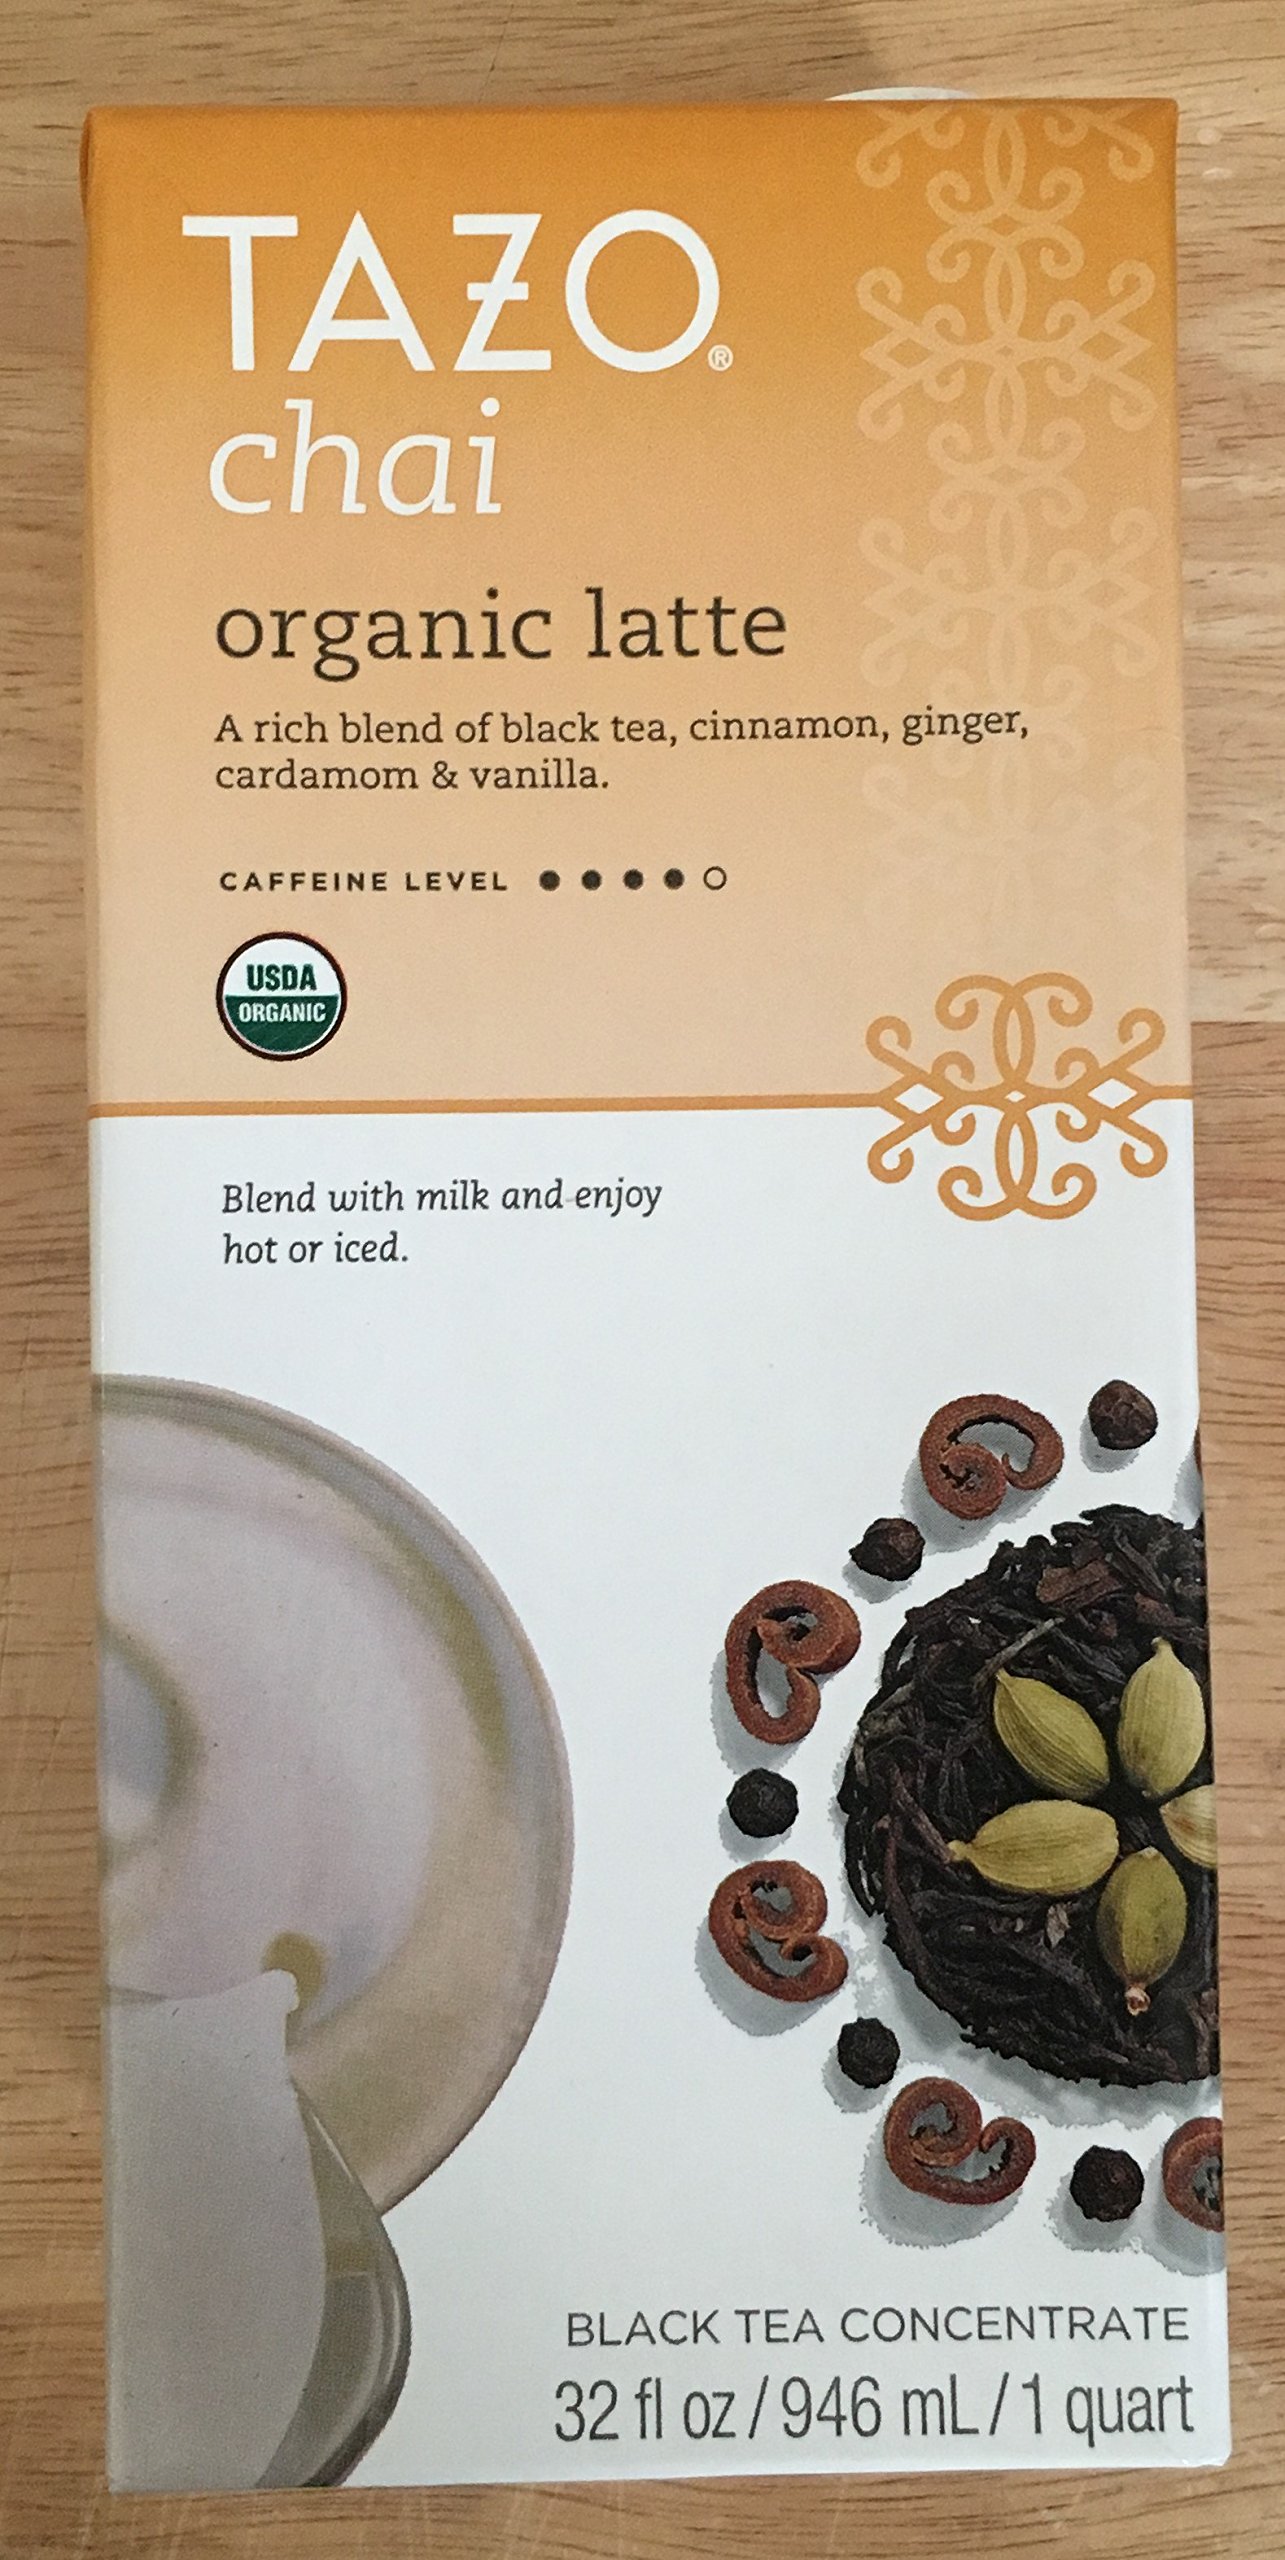 TAZO®
chai
organic latte
A rich blend of black tea, cinnamon, ginger,
cardamom & vanilla.
CAFFEINE LEVEL ●●●●○
USDA
ORGANIC
Blend with milk and enjoy
hot or iced.
BLACK TEA CONCENTRATE
32 fl oz / 946 mL / 1 quart